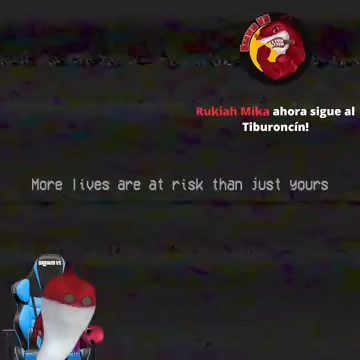 Rukiah Mika ahora sigue al
Tiburoncín!
More lives are at risk than just yours